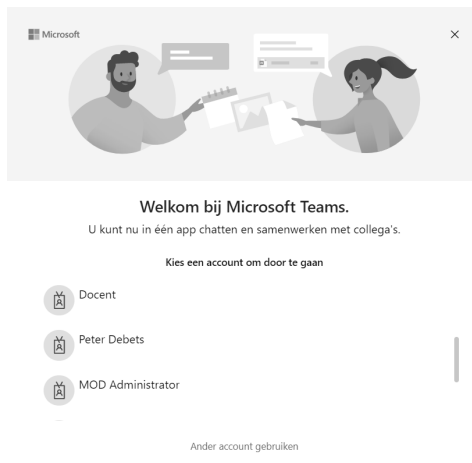 Microsoft
Welkom bij Microsoft Teams.
U kunt nu in één app chatten en samenwerken met collega's.
Kies een account om door te gaan
Docent
Peter Debets
MOD Administrator
Ander account gebruiken